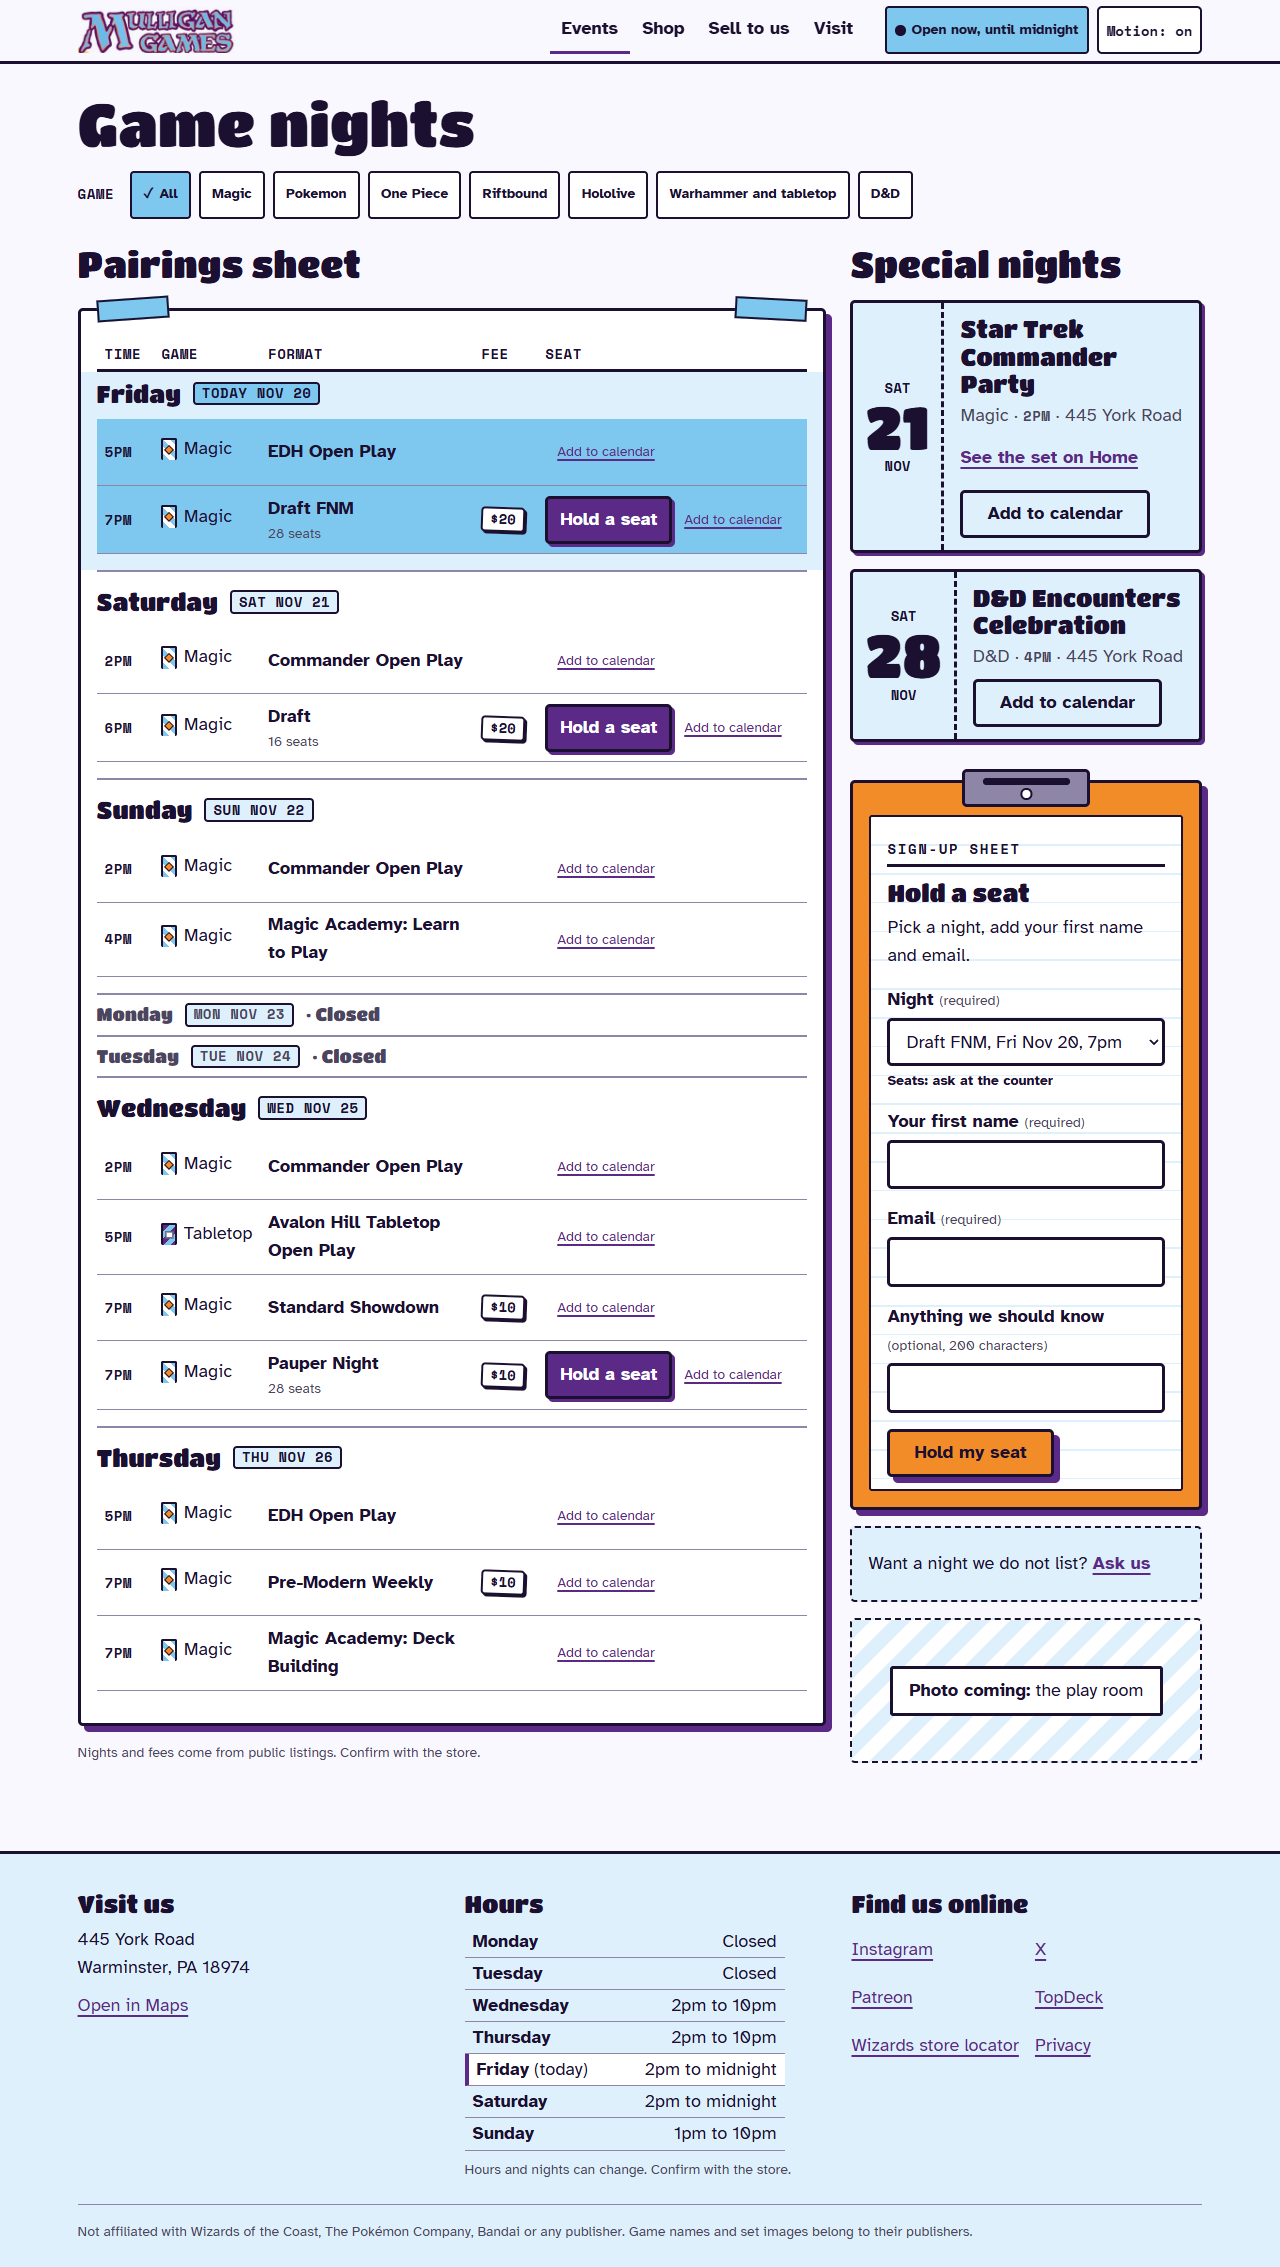 MULLIGAN GAMES
Events Shop Sell to us Visit Open now, until midnight Motion: on
Game nights
GAME ✓ All Magic Pokemon One Piece Riftbound Hololive Warhammer and tabletop D&D
Pairings sheet
TIME GAME FORMAT FEE SEAT
Friday TODAY NOV 20
5PM Magic EDH Open Play Add to calendar
7PM Magic Draft FNM $20 Hold a seat Add to calendar
28 seats
Saturday SAT NOV 21
2PM Magic Commander Open Play Add to calendar
6PM Magic Draft $20 Hold a seat Add to calendar
16 seats
Sunday SUN NOV 22
2PM Magic Commander Open Play Add to calendar
4PM Magic Magic Academy: Learn Add to calendar
to Play
Monday MON NOV 23 · Closed
Tuesday TUE NOV 24 · Closed
Wednesday WED NOV 25
2PM Magic Commander Open Play Add to calendar
5PM Tabletop Avalon Hill Tabletop Add to calendar
Open Play
7PM Magic Standard Showdown $10 Add to calendar
7PM Magic Pauper Night $10 Hold a seat Add to calendar
28 seats
Thursday THU NOV 26
5PM Magic EDH Open Play Add to calendar
7PM Magic Pre-Modern Weekly $10 Add to calendar
7PM Magic Magic Academy: Deck Add to calendar
Building
Nights and fees come from public listings. Confirm with the store.
Special nights
SAT
21
NOV
Star Trek
Commander
Party
Magic · 2PM · 445 York Road
See the set on Home
Add to calendar
SAT
28
NOV
D&D Encounters
Celebration
D&D · 4PM · 445 York Road
Add to calendar
SIGN-UP SHEET
Hold a seat
Pick a night, add your first name
and email.
Night (required)
Draft FNM, Fri Nov 20, 7pm
Seats: ask at the counter
Your first name (required)
Email (required)
Anything we should know
(optional, 200 characters)
Hold my seat
Want a night we do not list? Ask us
Photo coming: the play room
Visit us
445 York Road
Warminster, PA 18974
Open in Maps
Hours
Monday Closed
Tuesday Closed
Wednesday 2pm to 10pm
Thursday 2pm to 10pm
Friday (today) 2pm to midnight
Saturday 2pm to midnight
Sunday 1pm to 10pm
Hours and nights can change. Confirm with the store.
Find us online
Instagram X
Patreon TopDeck
Wizards store locator Privacy
Not affiliated with Wizards of the Coast, The Pokémon Company, Bandai or any publisher. Game names and set images belong to their publishers.